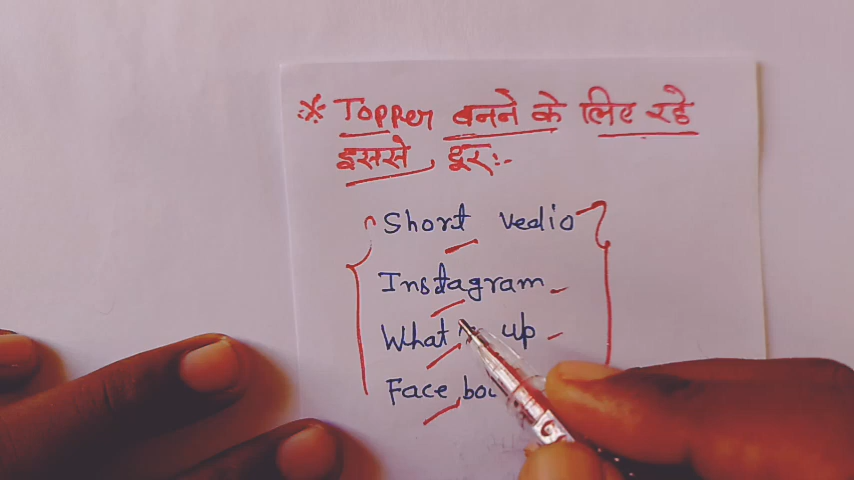 * Topper बनने के लिए रहे
इससे, दूर:-
Short vedio
Instagram
What up
Face